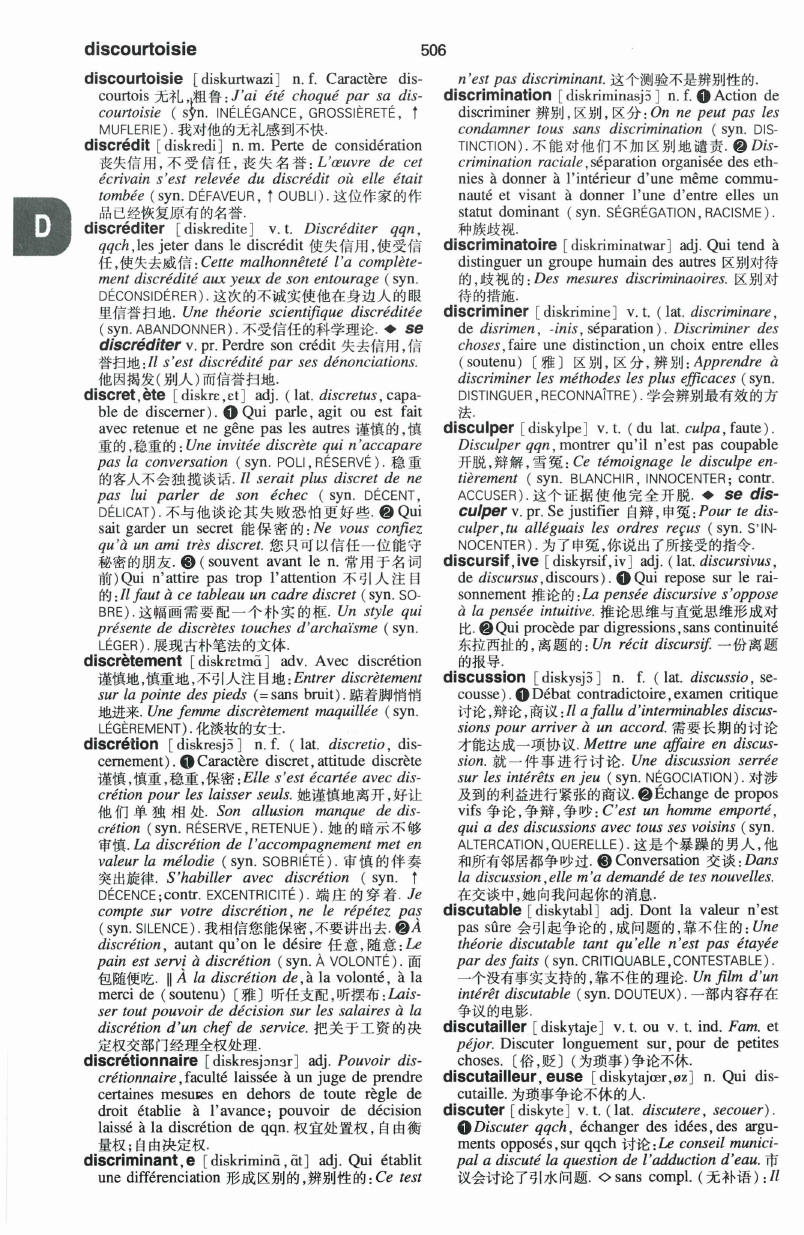 discourtoisie
506
discourtoisie [diskurtwazi] n. f. Caractère dis-
courtois 无礼,粗鲁:J'ai été choqué par sa dis-
courtoisie ( syn. INÉLÉGANCE, GROSSIÈRETÉ, ↑
MUFLERIE). 我对他的无礼感到不快.
discrédit [diskredi] n. m. Perte de considération
丧失信用,不受信任,丧失名誉:L'œuvre de cet
écrivain s'est relevée du discrédit où elle était
tombée (syn. DÉFAVEUR, ↑ OUBLI). 这位作家的作
品已经恢复原有的名誉.
D
discréditer [diskredite] v. t. Discréditer qqn,
qqch,les jeter dans le discrédit 使失信用,使受信
任,使失去威信:Cette malhonnêteté l'a complète-
ment discrédité aux yeux de son entourage (syn.
DÉCONSIDÉRER). 这次的不诚实使他在身边人的眼
里信誉扫地. Une théorie scientifique discréditée
(syn. ABANDONNER). 不受信任的科学理论. ◆ se
discréditer v. pr. Perdre son crédit 失去信用,信
誉扫地:Il s'est discrédité par ses dénonciations.
他因揭发(别人)而信誉扫地.
discret,ète [diskrɛ,ɛt] adj. (lat. discretus, capa-
ble de discerner). ❶ Qui parle, agit ou est fait
avec retenue et ne gêne pas les autres 谨慎的,慎
重的,稳重的:Une invitée discrète qui n'accapare
pas la conversation ( syn. POLI, RÉSERVÉ). 稳重
的客人不会独揽谈话. Il serait plus discret de ne
pas lui parler de son échec ( syn. DÉCENT,
DÉLICAT). 不与他谈论其失败恐怕更好些. ❷ Qui
sait garder un secret 能保密的:Ne vous confiez
qu'à un ami très discret. 您只可以信任一位能守
秘密的朋友. ❸ (souvent avant le n. 常用于名词
前)Qui n'attire pas trop l'attention 不引人注目
的:Il faut à ce tableau un cadre discret (syn. SO-
BRE). 这幅画需要配一个朴实的框. Un style qui
présente de discrètes touches d'archaïsme (syn.
LÉGER). 展现古朴笔法的文体.
discrètement [diskrɛtmɑ̃] adv. Avec discrétion
谨慎地,慎重地,不引人注目地:Entrer discrètement
sur la pointe des pieds (= sans bruit). 踮着脚悄悄
地进来. Une femme discrètement maquillée (syn.
LÉGÈREMENT). 化淡妆的女士.
discrétion [diskresjɔ̃] n. f. ( lat. discretio, dis-
cernement). ❶ Caractère discret, attitude discrète
谨慎,慎重,稳重,保密:Elle s'est écartée avec dis-
crétion pour les laisser seuls. 她谨慎地离开,好让
他们单独相处. Son allusion manque de dis-
crétion (syn. RÉSERVE, RETENUE). 她的暗示不够
审慎. La discrétion de l'accompagnement met en
valeur la mélodie (syn. SOBRIÉTÉ). 审慎的伴奏
突出旋律. S'habiller avec discrétion ( syn. ↑
DÉCENCE;contr. EXCENTRICITÉ). 端庄的穿着. Je
compte sur votre discrétion, ne le répétez pas
(syn. SILENCE). 我相信您能保密,不要讲出去. ❷ À
discrétion, autant qu'on le désire 任意,随意:Le
pain est servi à discrétion (syn. À VOLONTÉ). 面
包随便吃. ‖ À la discrétion de,à la volonté, à la
merci de (soutenu) 〔雅〕 听任支配,听摆布:Lais-
ser tout pouvoir de décision sur les salaires à la
discrétion d'un chef de service. 把关于工资的决
定权交部门经理全权处理.
discrétionnaire [diskresjɔnɜr] adj. Pouvoir dis-
crétionnaire,faculté laissée à un juge de prendre
certaines mesures en dehors de toute règle de
droit établie à l'avance; pouvoir de décision
laissé à la discrétion de qqn. 权宜处置权,自由衡
量权;自由决定权.
discriminant,e [diskriminɑ̃,ɑ̃t] adj. Qui établit
une différenciation 形成区别的,辨别性的:Ce test
n'est pas discriminant. 这个测验不是辨别性的.
discrimination [diskriminasjɔ̃] n. f. ❶ Action de
discriminer 辨别,区别,区分:On ne peut pas les
condamner tous sans discrimination (syn. DIS-
TINCTION). 不能对他们不加区别地谴责. ❷ Dis-
crimination raciale,séparation organisée des eth-
nies à donner à l'intérieur d'une même commu-
nauté et visant à donner l'une d'entre elles un
statut dominant (syn. SÉGRÉGATION, RACISME).
种族歧视.
discriminatoire [diskriminatwar] adj. Qui tend à
distinguer un groupe humain des autres 区别对待
的,歧视的:Des mesures discriminaoires. 区别对
待的措施.
discriminer [diskrimine] v. t. (lat. discriminare,
de disrimen, -inis, séparation). Discriminer des
choses,faire une distinction,un choix entre elles
(soutenu) 〔雅〕 区别,区分,辨别:Apprendre à
discriminer les méthodes les plus efficaces (syn.
DISTINGUER,RECONNAÎTRE). 学会辨别最有效的方
法.
disculper [diskylpe] v. t. (du lat. culpa, faute).
Disculper qqn, montrer qu'il n'est pas coupable
开脱,辩解,雪冤:Ce témoignage le disculpe en-
tièrement ( syn. BLANCHIR, INNOCENTER; contr.
ACCUSER). 这个证据使他完全开脱. ◆ se dis-
culper v. pr. Se justifier 自辩,申冤:Pour te dis-
culper,tu alléguais les ordres reçus (syn. S'IN-
NOCENTER). 为了申冤,你说出了所接受的指令.
discursif,ive [diskyrsif,iv] adj. (lat. discursivus,
de discursus,discours). ❶ Qui repose sur le rai-
sonnement 推论的:La pensée discursive s'oppose
à la pensée intuitive. 推论思维与直觉思维形成对
比. ❷ Qui procède par digressions,sans continuité
东拉西扯的,离题的:Un récit discursif. 一份离题
的报导.
discussion [diskysjɔ̃] n. f. ( lat. discussio, se-
cousse). ❶ Débat contradictoire,examen critique
讨论,辩论,商议:Il a fallu d'interminables discus-
sions pour arriver à un accord. 需要长期的讨论
才能达成一项协议. Mettre une affaire en discus-
sion. 就一件事进行讨论. Une discussion serrée
sur les intérêts en jeu (syn. NÉGOCIATION). 对涉
及到的利益进行紧张的商议. ❷ Échange de propos
vifs 争论,争辩,争吵:C'est un homme emporté,
qui a des discussions avec tous ses voisins (syn.
ALTERCATION,QUERELLE). 这是个暴躁的男人,他
和所有邻居都争吵过. ❸ Conversation 交谈:Dans
la discussion,elle m'a demandé de tes nouvelles.
在交谈中,她向我问起你的消息.
discutable [diskytabl] adj. Dont la valeur n'est
pas sûre 会引起争论的,成问题的,靠不住的:Une
théorie discutable tant qu'elle n'est pas étayée
par des faits (syn. CRITIQUABLE,CONTESTABLE).
一个没有事实支持的,靠不住的理论. Un film d'un
intérêt discutable (syn. DOUTEUX). 一部内容存在
争议的电影.
discutailler [diskytaje] v. t. ou v. t. ind. Fam. et
péjor. Discuter longuement sur, pour de petites
choses. 〔俗,贬〕(为琐事)争论不休.
discutailleur, euse [diskytajœr,øz] n. Qui dis-
cutaille. 为琐事争论不休的人.
discuter [diskyte] v. t. (lat. discutere, secouer).
❶ Discuter qqch, échanger des idées,des argu-
ments opposés,sur qqch 讨论:Le conseil munici-
pal a discuté la question de l'adduction d'eau. 市
议会讨论了引水问题. ◇ sans compl. (无补语):Il